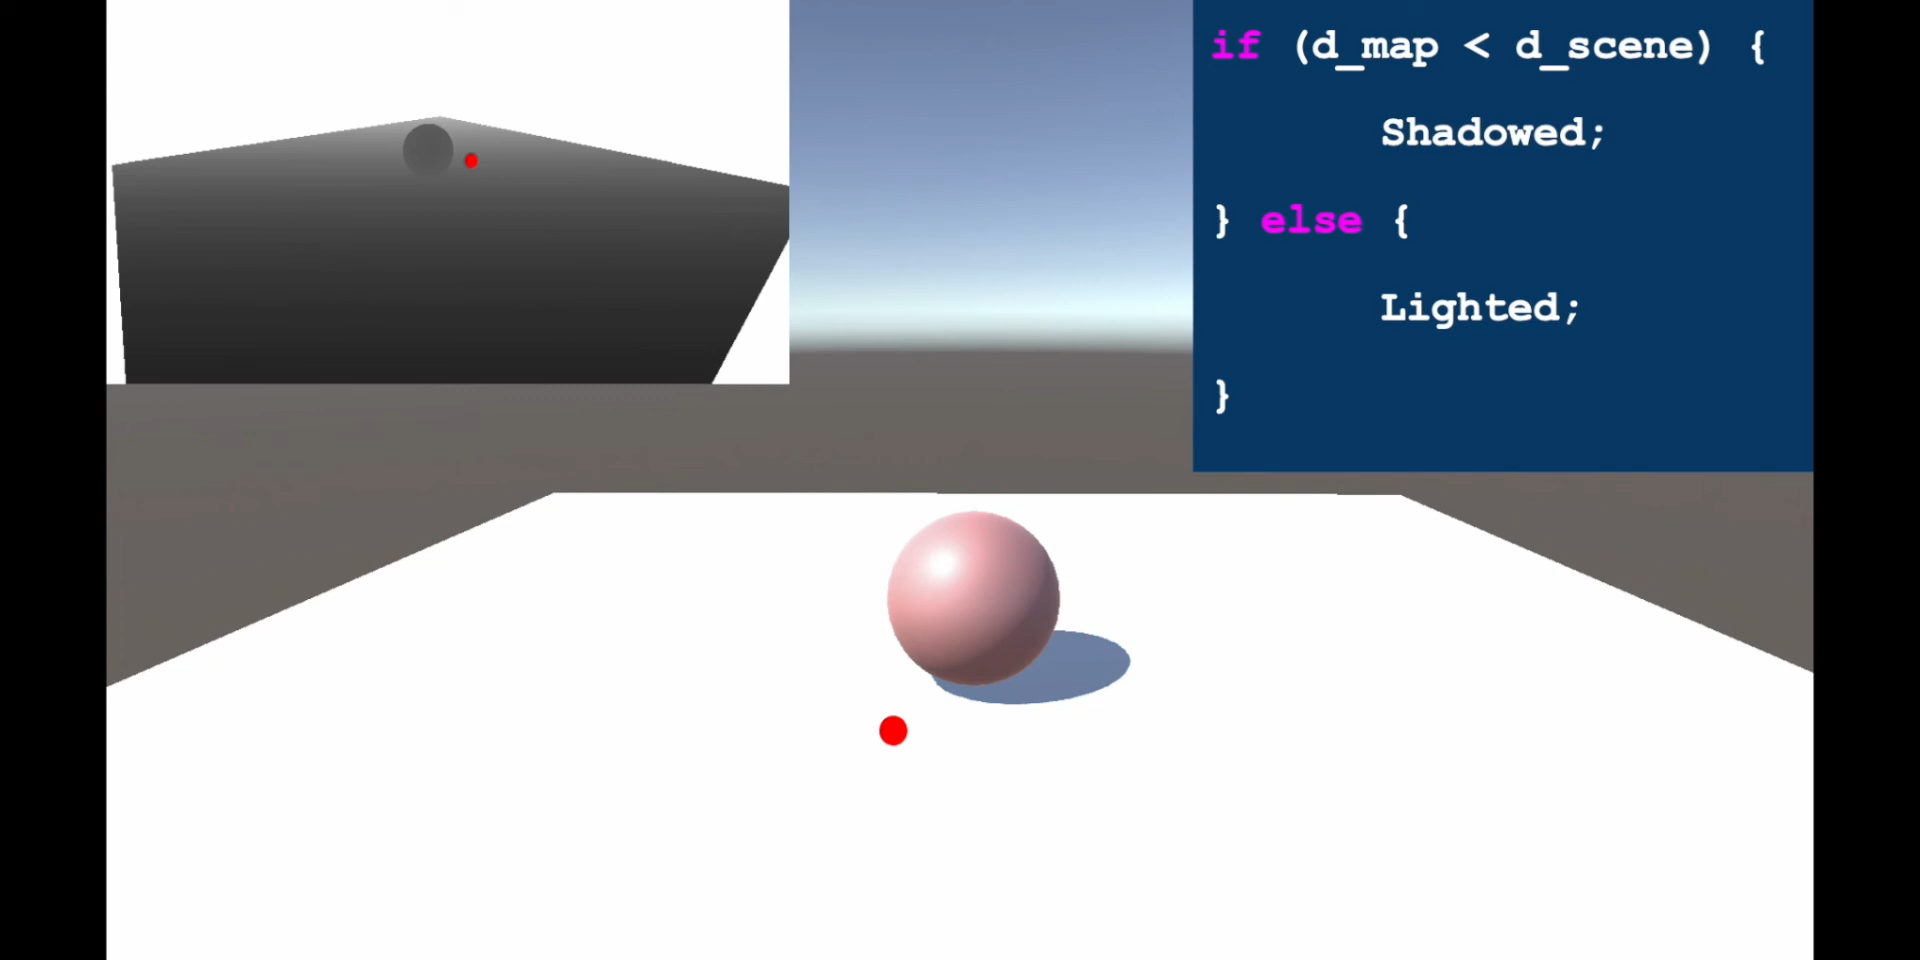 if (d_map < d_scene) {
Shadowed;
} else {
Lighted;
}